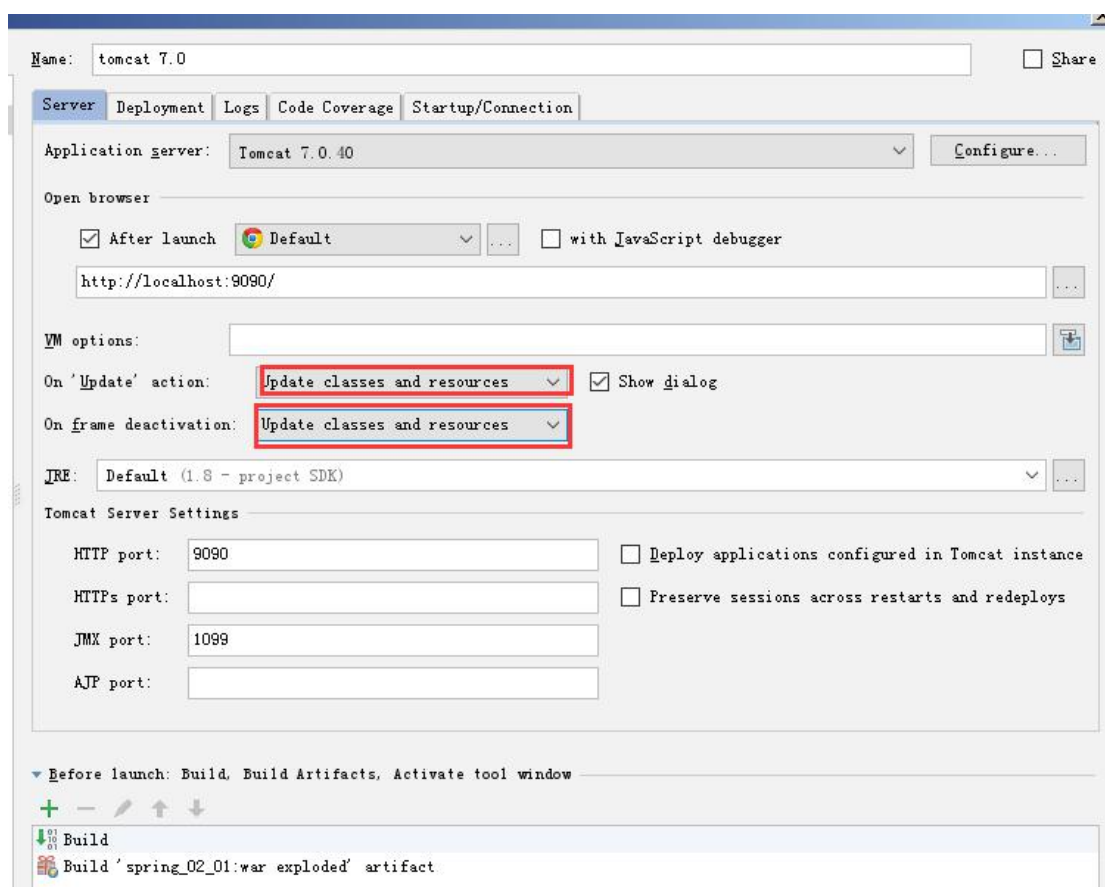 Name: tomcat 7.0 Share
Server Deployment Logs Code Coverage Startup/Connection
Application server: Tomcat 7.0.40 Configure...
Open browser
After launch Default ... with JavaScript debugger
http://localhost:9090/ ...
VM options:
On 'Update' action: Update classes and resources Show dialog
On frame deactivation: Update classes and resources
JRE: Default (1.8 - project SDK) ...
Tomcat Server Settings
HTTP port: 9090 Deploy applications configured in Tomcat instance
HTTPs port: Preserve sessions across restarts and redeploys
JMX port: 1099
AJP port:
Before launch: Build, Build Artifacts, Activate tool window
Build
Build 'spring_02_01:war exploded' artifact